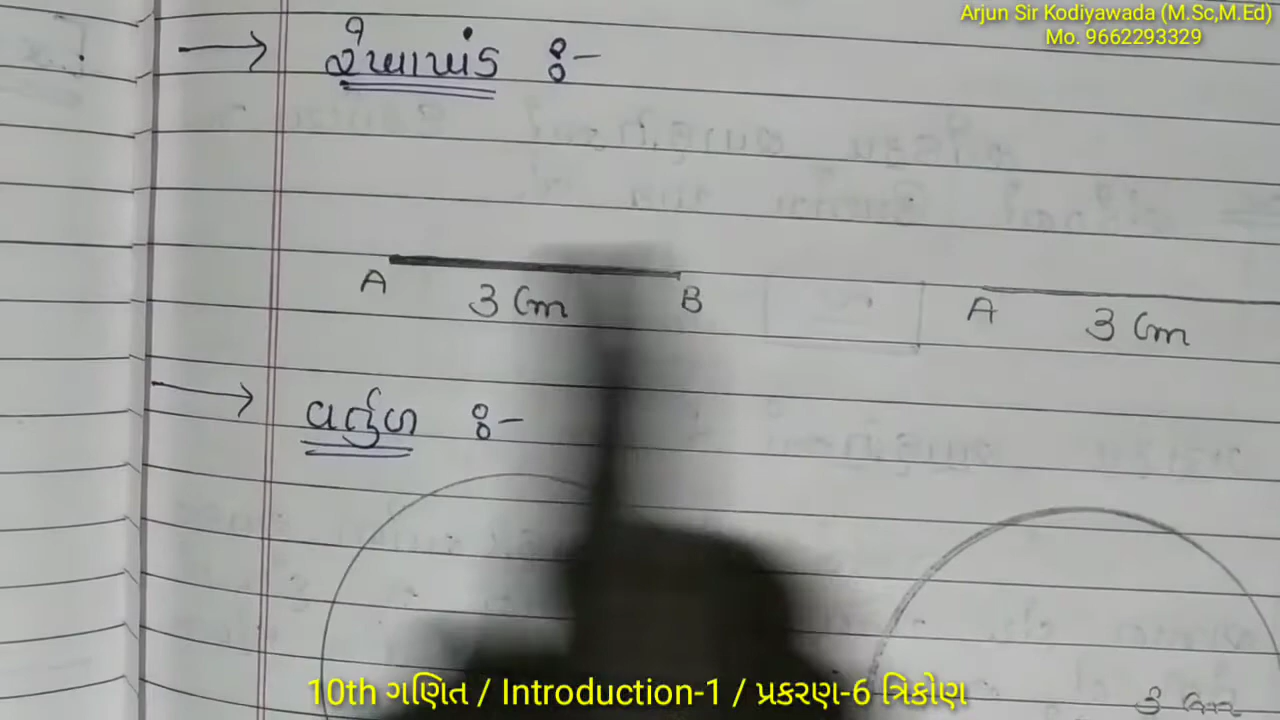 Arjun Sir Kodiyawada (M.Sc,M.Ed)
Mo. 9662293329
→ રેખાખંડ :-
A 3 Cm B A 3 Cm
→ વર્તુળ :-
10th ગણિત / Introduction-1 / પ્રકરણ-6 ત્રિકોણ